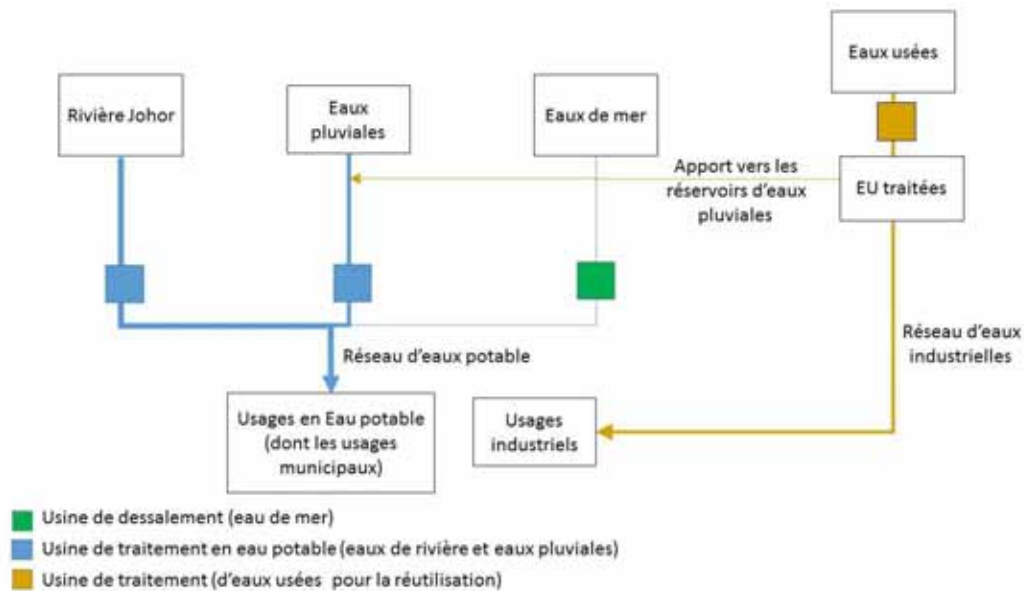 Eaux usées
Rivière Johor
Eaux
pluviales
Eaux de mer
Apport vers les
réservoirs d'eaux
pluviales
EU traitées
Réseau d'eaux
industrielles
Réseau d'eaux potable
Usages en Eau potable
(dont les usages
municipaux)
Usages
industriels
Usine de dessalement (eau de mer)
Usine de traitement en eau potable (eaux de rivière et eaux pluviales)
Usine de traitement (d'eaux usées pour la réutilisation)